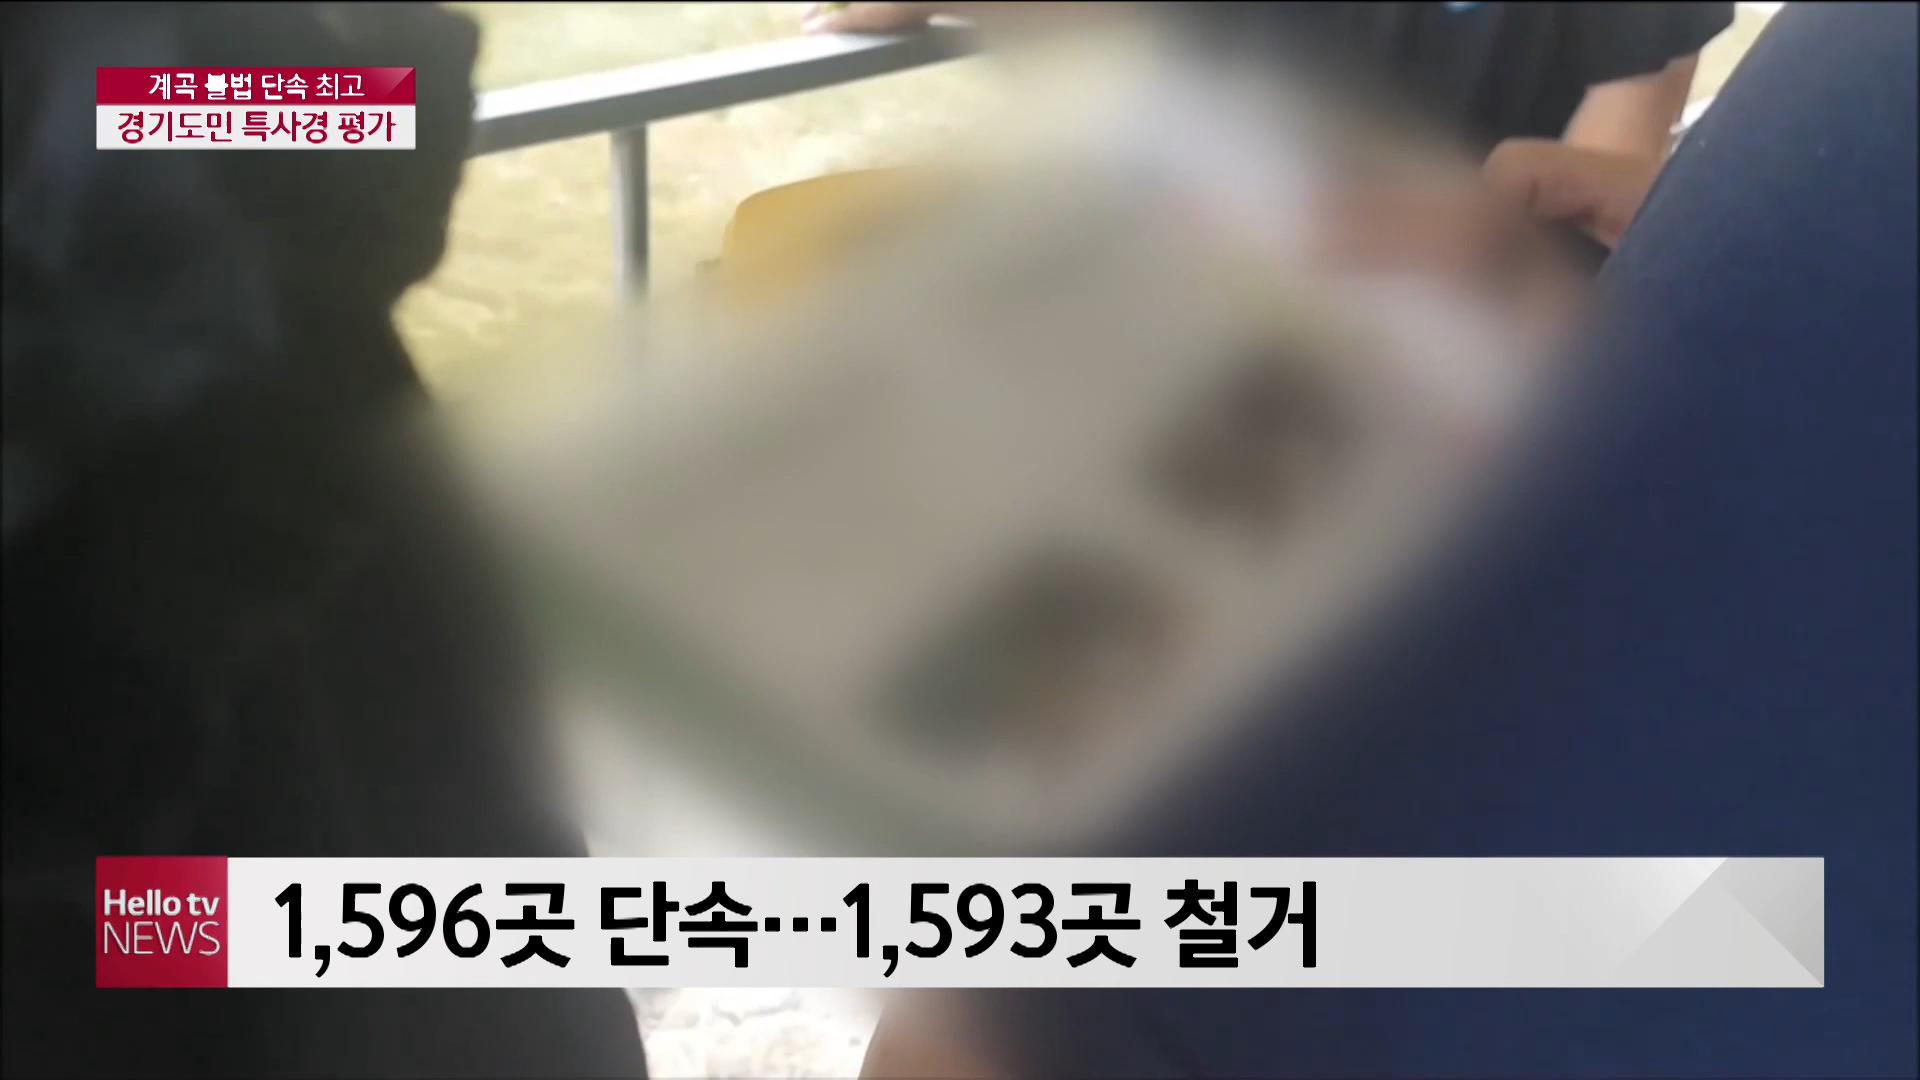 계곡 불법 단속 최고
경기도민 특사경 평가
Hello tv
NEWS
1,596곳 단속…1,593곳 철거